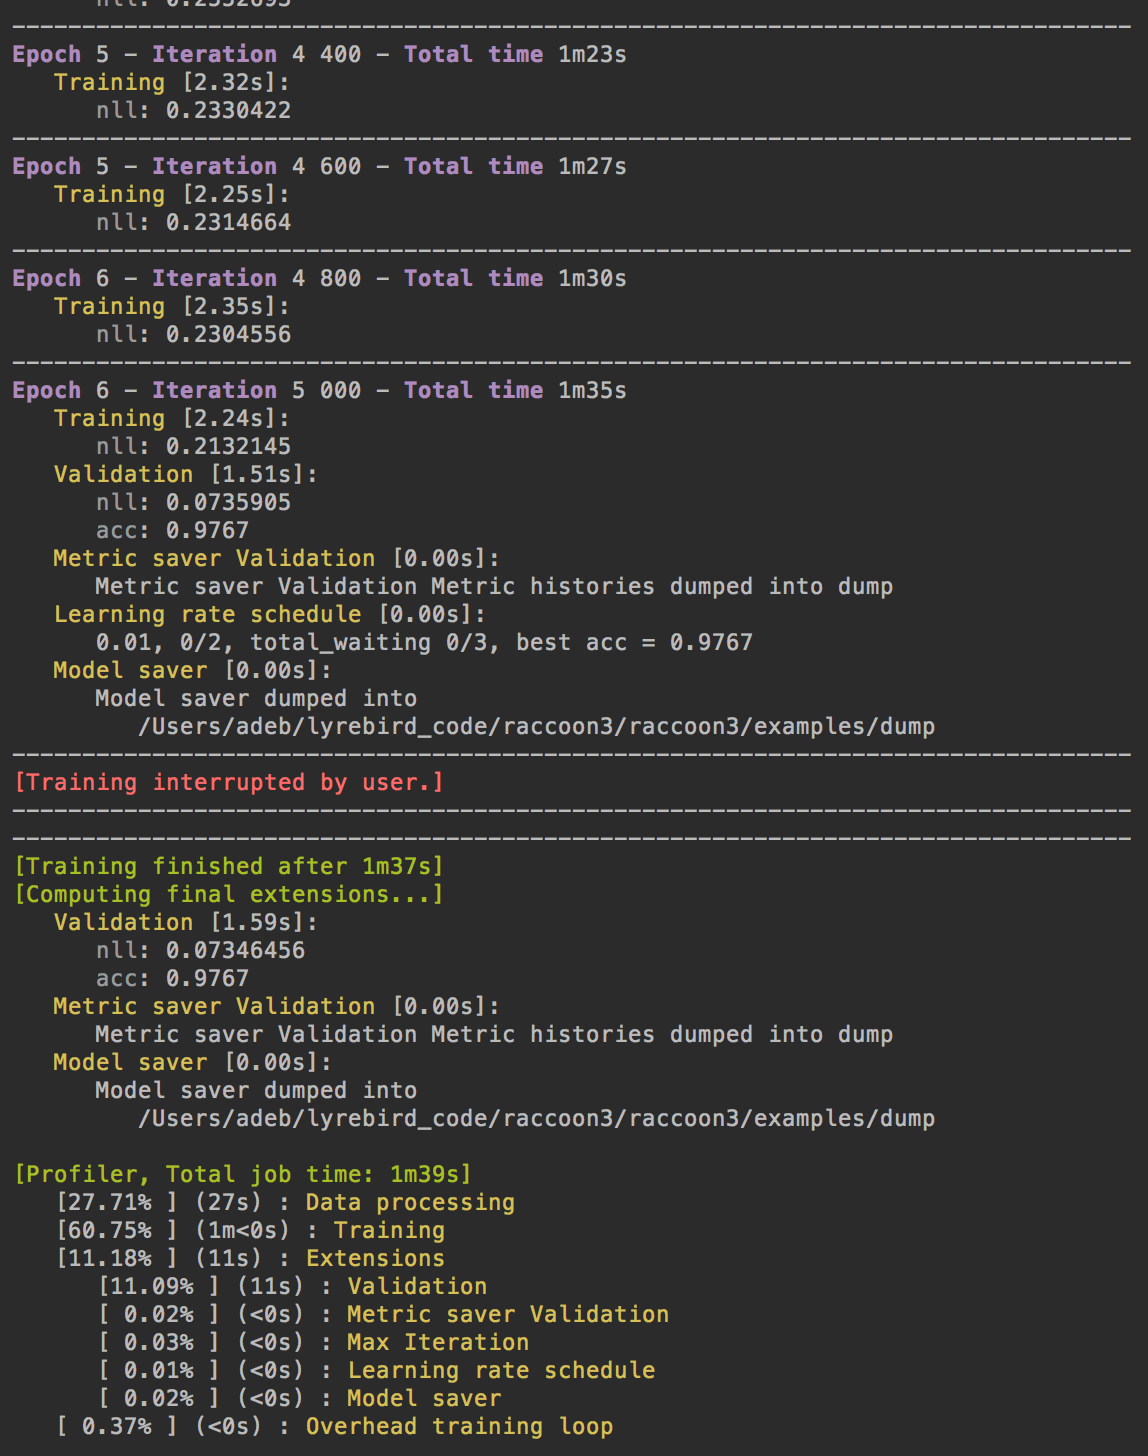 nll: 0.2332693
--------------------------------------------------------------------------------
Epoch 5 - Iteration 4 400 - Total time 1m23s
Training [2.32s]:
nll: 0.2330422
--------------------------------------------------------------------------------
Epoch 5 - Iteration 4 600 - Total time 1m27s
Training [2.25s]:
nll: 0.2314664
--------------------------------------------------------------------------------
Epoch 6 - Iteration 4 800 - Total time 1m30s
Training [2.35s]:
nll: 0.2304556
--------------------------------------------------------------------------------
Epoch 6 - Iteration 5 000 - Total time 1m35s
Training [2.24s]:
nll: 0.2132145
Validation [1.51s]:
nll: 0.0735905
acc: 0.9767
Metric saver Validation [0.00s]:
Metric saver Validation Metric histories dumped into dump
Learning rate schedule [0.00s]:
0.01, 0/2, total_waiting 0/3, best acc = 0.9767
Model saver [0.00s]:
Model saver dumped into
/Users/adeb/lyrebird_code/raccoon3/raccoon3/examples/dump
--------------------------------------------------------------------------------
[Training interrupted by user.]
--------------------------------------------------------------------------------
--------------------------------------------------------------------------------
[Training finished after 1m37s]
[Computing final extensions...]
Validation [1.59s]:
nll: 0.07346456
acc: 0.9767
Metric saver Validation [0.00s]:
Metric saver Validation Metric histories dumped into dump
Model saver [0.00s]:
Model saver dumped into
/Users/adeb/lyrebird_code/raccoon3/raccoon3/examples/dump
[Profiler, Total job time: 1m39s]
[27.71% ] (27s) : Data processing
[60.75% ] (1m<0s) : Training
[11.18% ] (11s) : Extensions
[11.09% ] (11s) : Validation
[ 0.02% ] (<0s) : Metric saver Validation
[ 0.03% ] (<0s) : Max Iteration
[ 0.01% ] (<0s) : Learning rate schedule
[ 0.02% ] (<0s) : Model saver
[ 0.37% ] (<0s) : Overhead training loop